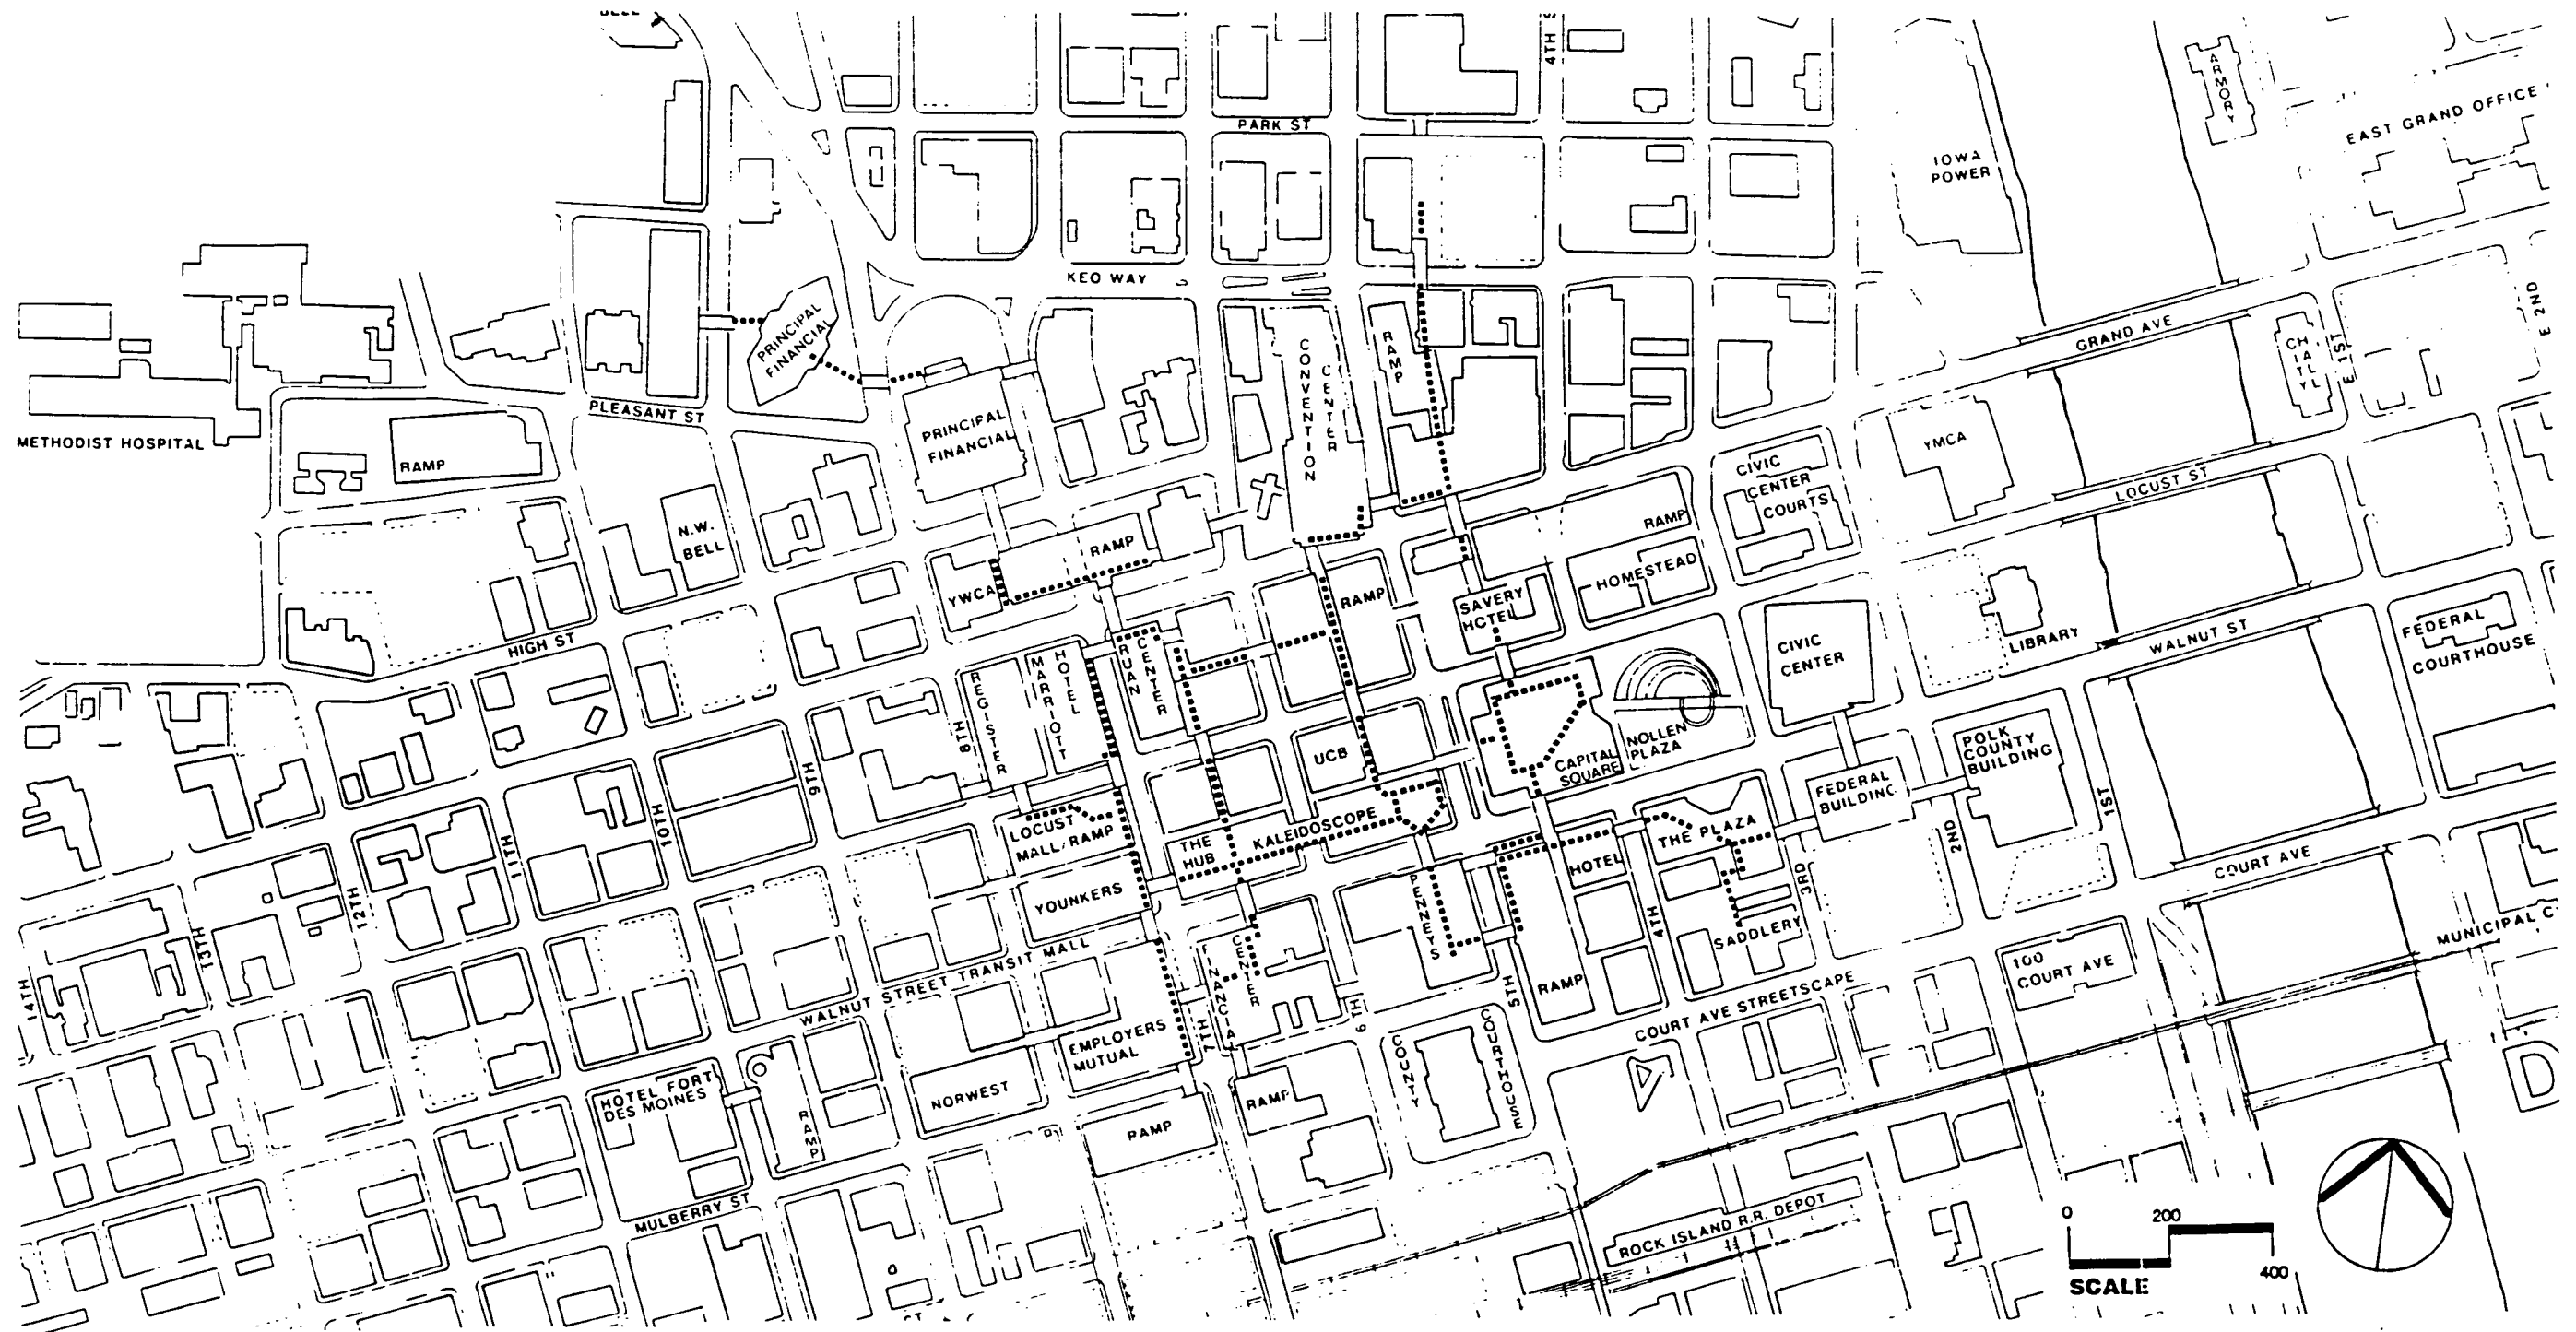 BELL
4TH S
ARMORY
EAST GRAND OFFICE
PARK ST
IOWA
POWER
KEO WAY
PRINCIPAL
FINANCIAL
GRAND AVE
E 2ND
E 1ST
CONVENTION
CENTER
RAMP
PLEASANT ST
METHODIST HOSPITAL
RAMP
PRINCIPAL
FINANCIAL
YMCA
CIVIC
CENTER
COURTS
LOCUST ST
N.W.
BELL
RAMP
RAMP
HOMESTEAD
YWCA
RAMP
SAVERY
HOTEL
LIBRARY
WALNUT ST
FEDERAL
COURTHOUSE
HIGH ST
CIVIC
CENTER
8TH
REGISTER
MARRIOTT
HOTEL
RUAN
CENTER
UCB
CAPITAL
SQUARE
NOLLEN
PLAZA
POLK
COUNTY
BUILDING
FEDERAL
BUILDING
9TH
10TH
11TH
12TH
13TH
14TH
LOCUST
MALL/RAMP
THE
HUB
KALEIDOSCOPE
HOTEL
THE PLAZA
3RD
2ND
1ST
COURT AVE
YOUNKERS
PENNEYS
4TH
SADDLERY
MUNICIPAL C
WALNUT STREET TRANSIT MALL
FINANCIAL
CENTER
5TH
RAMP
100
COURT AVE
COURT AVE STREETSCAPE
EMPLOYERS
MUTUAL
7TH
6TH
COUNTY
COURTHOUSE
HOTEL FORT
DES MOINES
RAMP
NORWEST
RAMP
RAMP
D
MULBERRY ST
ROCK ISLAND R.R. DEPOT
0
200
400
SCALE